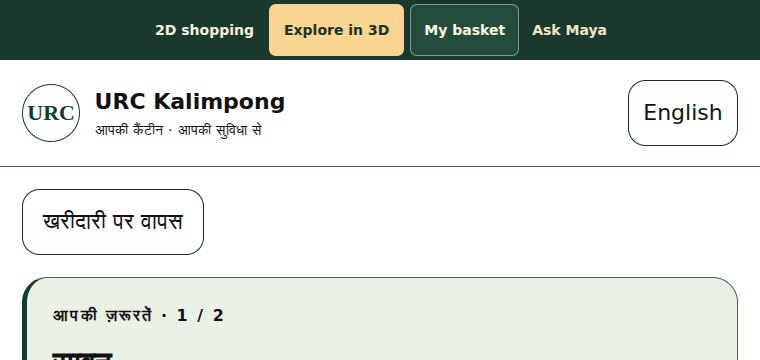 2D shopping Explore in 3D My basket Ask Maya
URC
URC Kalimpong
आपकी कैंटीन · आपकी सुविधा से
English
खरीदारी पर वापस
आपकी ज़रूरतें · 1 / 2